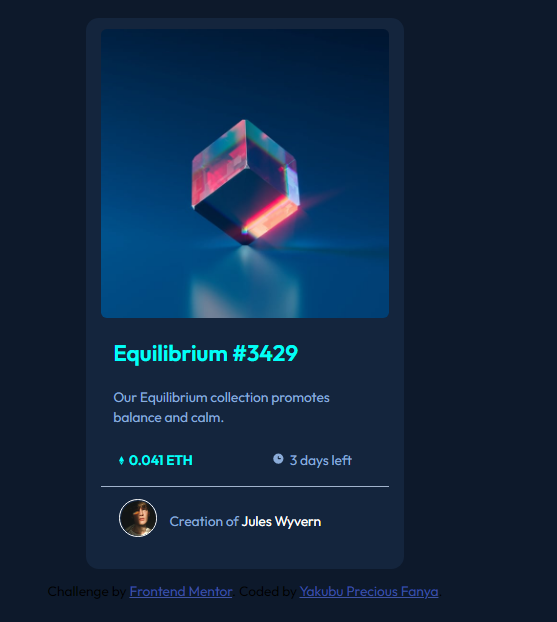 Equilibrium #3429
Our Equilibrium collection promotes
balance and calm.
0.041 ETH
3 days left
Creation of Jules Wyvern
Challenge by Frontend Mentor. Coded by Yakubu Precious Fanya.